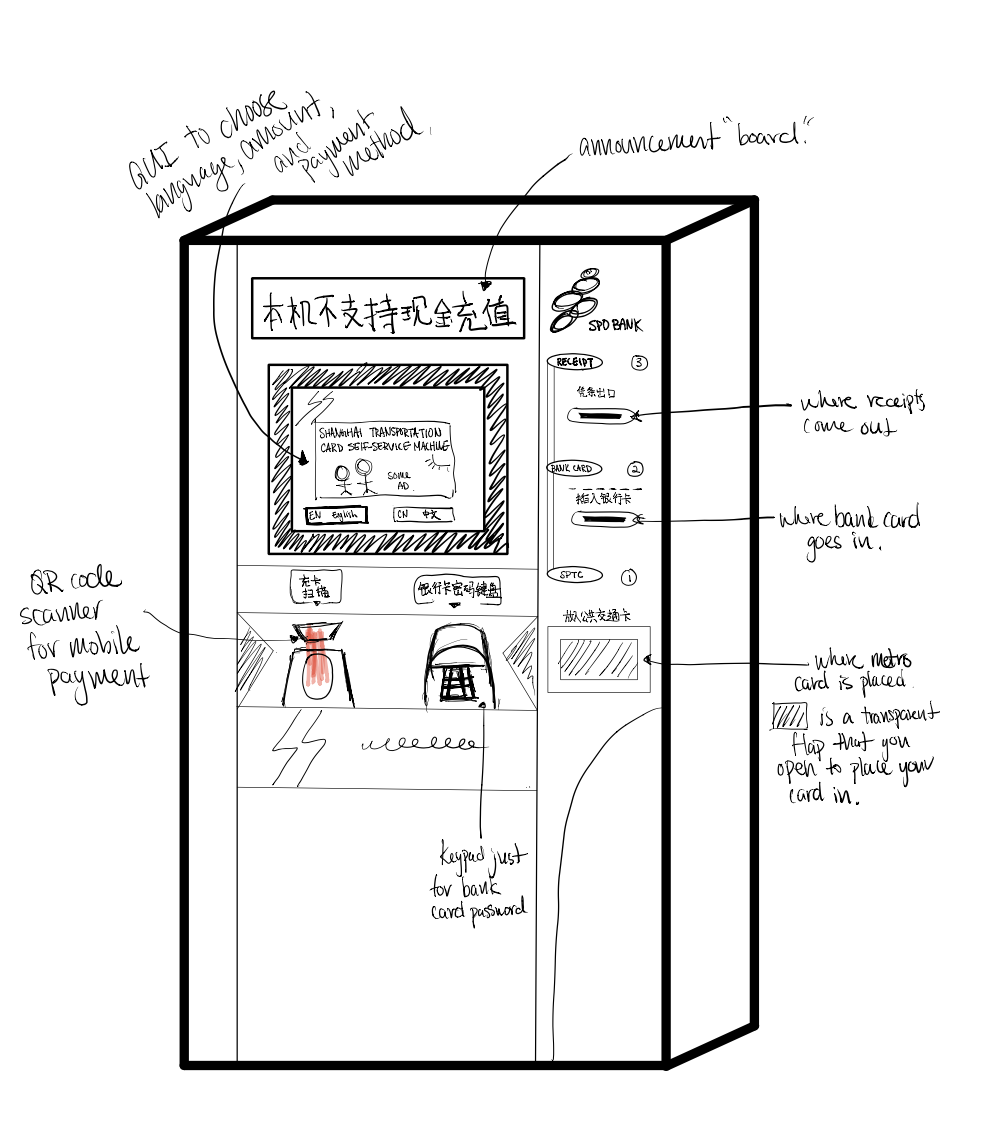 GUI to choose
language, amount,
and
payment
method.
announcement "board."
本机不支持现金充值
SPD BANK
RECEIPT 3
凭条出口
where receipts
come out
SHANGHAI TRANSPORTATION
CARD SELF-SERVICE MACHINE
SOME
AD.
EN English
CN 中文
BANK CARD 2
插入银行卡
where bank card
goes in.
SPTC 1
放入公共交通卡
QR code
scanner
for mobile
payment
充卡
扫描
银行卡密码键盘
where metro
card is placed.
is a transparent
flap that you
open to place your
card in.
keypad just
for bank
card password